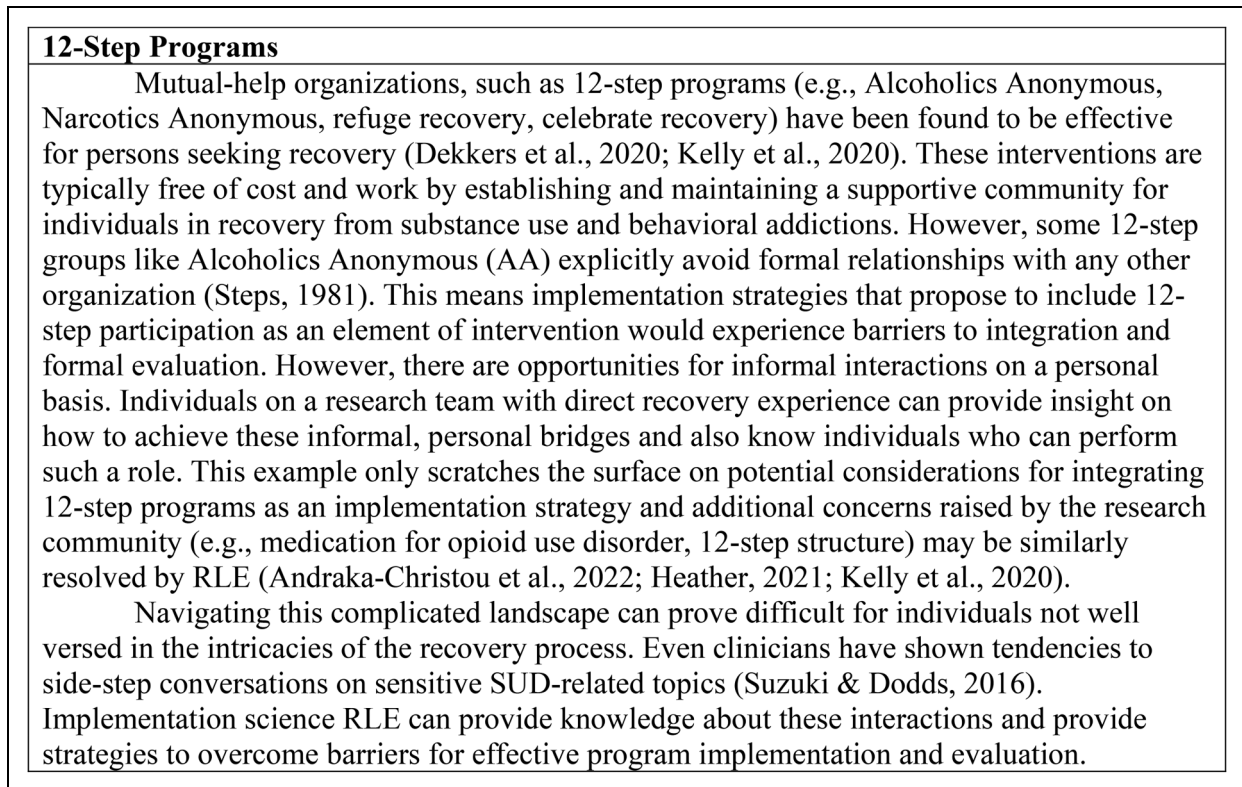 12-Step Programs
Mutual-help organizations, such as 12-step programs (e.g., Alcoholics Anonymous,
Narcotics Anonymous, refuge recovery, celebrate recovery) have been found to be effective
for persons seeking recovery (Dekkers et al., 2020; Kelly et al., 2020). These interventions are
typically free of cost and work by establishing and maintaining a supportive community for
individuals in recovery from substance use and behavioral addictions. However, some 12-step
groups like Alcoholics Anonymous (AA) explicitly avoid formal relationships with any other
organization (Steps, 1981). This means implementation strategies that propose to include 12-
step participation as an element of intervention would experience barriers to integration and
formal evaluation. However, there are opportunities for informal interactions on a personal
basis. Individuals on a research team with direct recovery experience can provide insight on
how to achieve these informal, personal bridges and also know individuals who can perform
such a role. This example only scratches the surface on potential considerations for integrating
12-step programs as an implementation strategy and additional concerns raised by the research
community (e.g., medication for opioid use disorder, 12-step structure) may be similarly
resolved by RLE (Andraka-Christou et al., 2022; Heather, 2021; Kelly et al., 2020).
Navigating this complicated landscape can prove difficult for individuals not well
versed in the intricacies of the recovery process. Even clinicians have shown tendencies to
side-step conversations on sensitive SUD-related topics (Suzuki & Dodds, 2016).
Implementation science RLE can provide knowledge about these interactions and provide
strategies to overcome barriers for effective program implementation and evaluation.